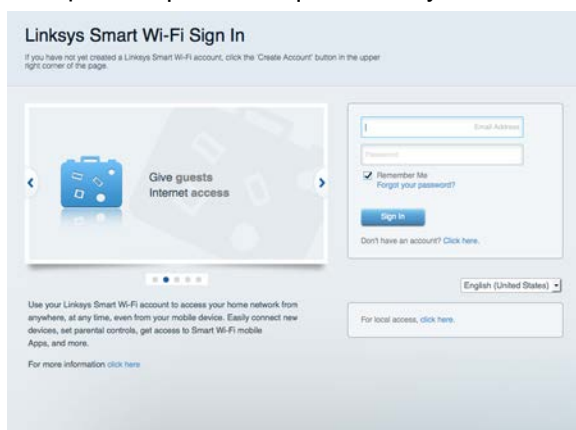 Linksys Smart Wi-Fi Sign In
If you have not yet created a Linksys Smart Wi-Fi account, click the 'Create Account' button in the upper
right corner of the page.
Give guests
Internet access
Email Address
Password
Remember Me
Forgot your password?
Sign In
Don't have an account? Click here.
English (United States)
For local access, click here.
Use your Linksys Smart Wi-Fi account to access your home network from
anywhere, at any time, even from your mobile device. Easily connect new
devices, set parental controls, get access to Smart Wi-Fi mobile
Apps, and more.
For more information click here